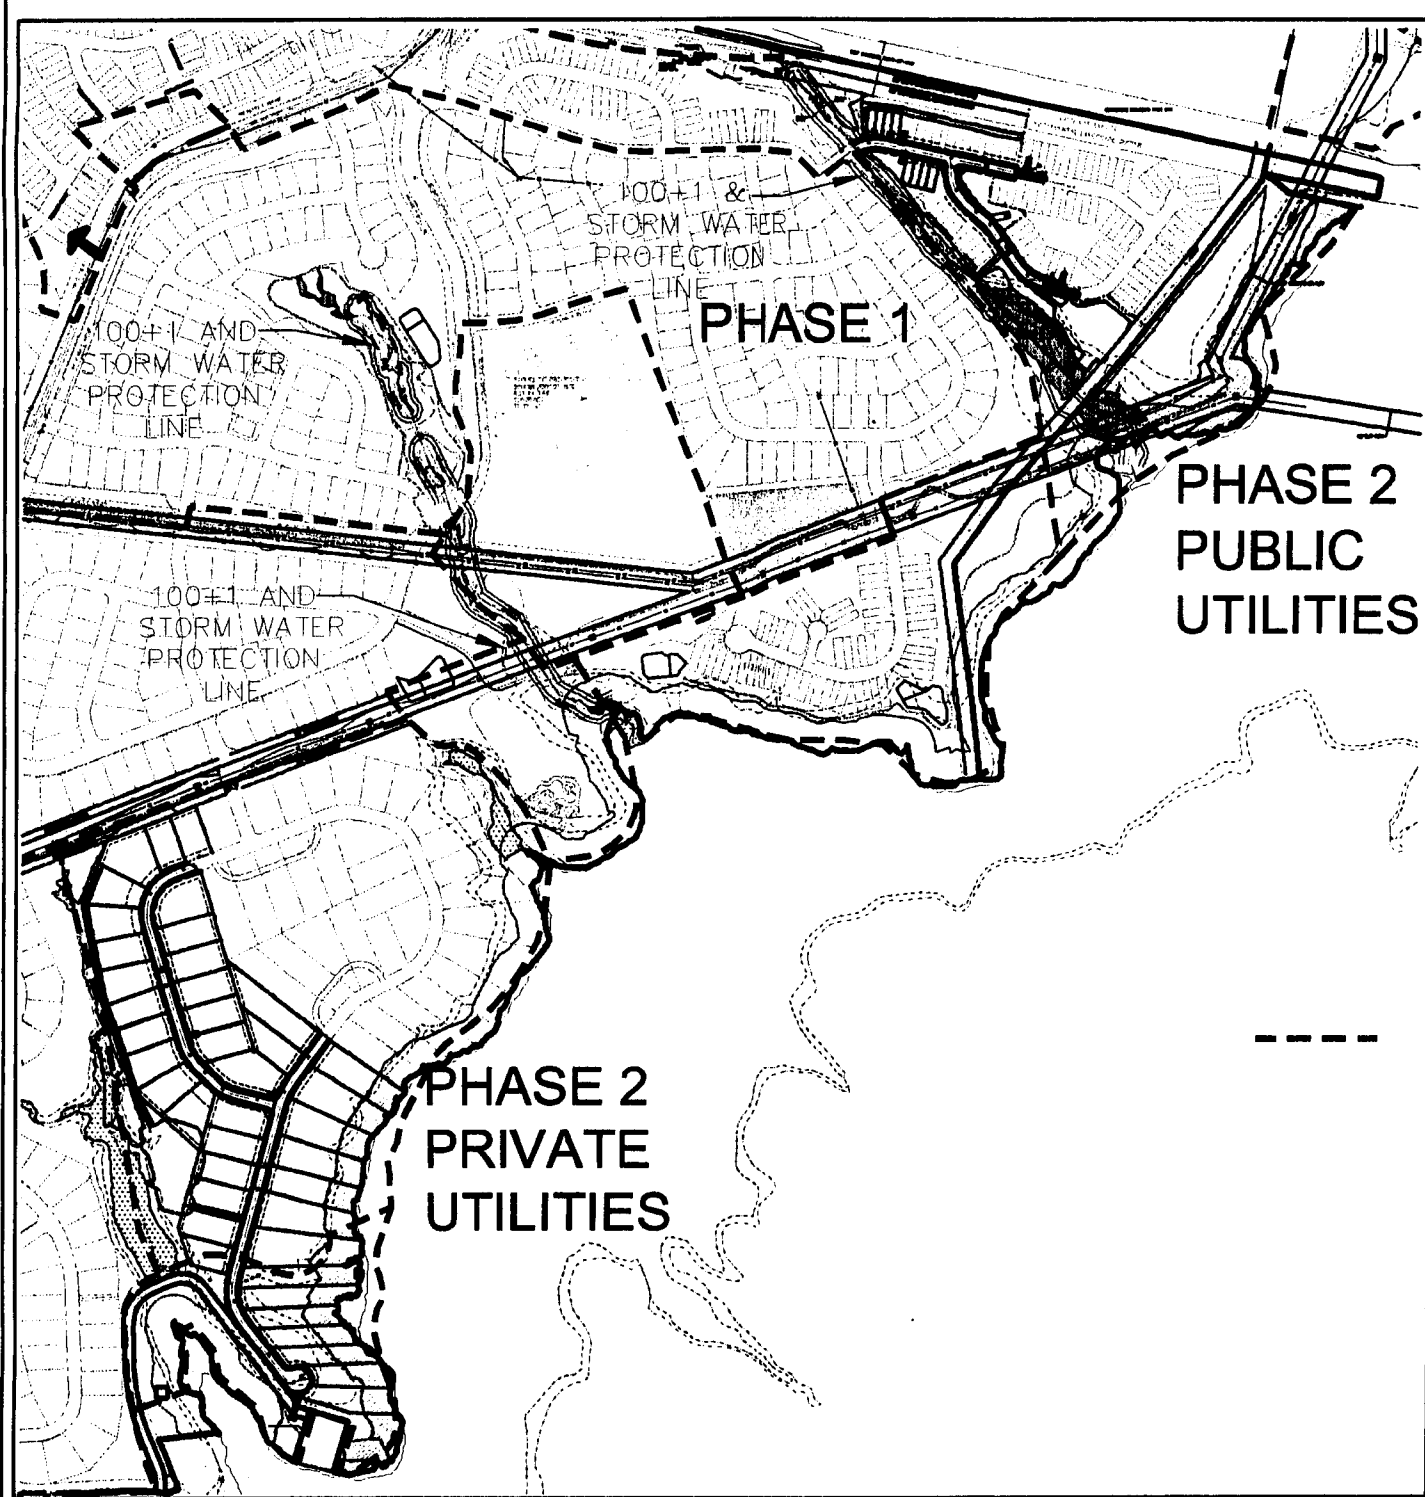 100+1 &
STORM WATER
PROTECTION
LINE
PHASE 1
100+1 AND
STORM WATER
PROTECTION
LINE
PHASE 2
PUBLIC
UTILITIES
100+1 AND
STORM WATER
PROTECTION
LINE
PHASE 2
PRIVATE
UTILITIES